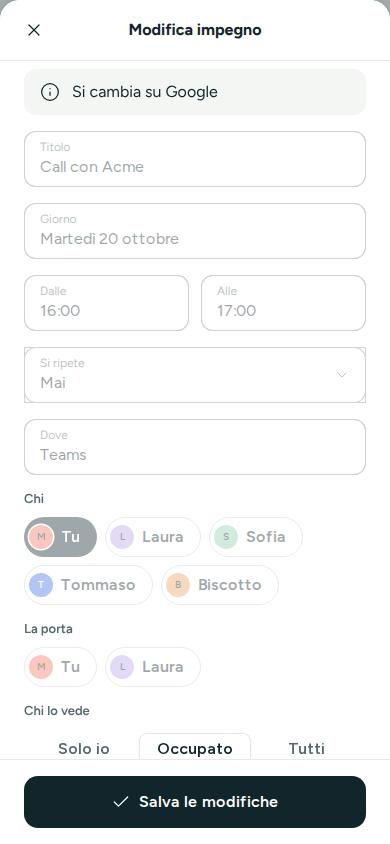 Modifica impegno
Si cambia su Google
Titolo
Call con Acme
Giorno
Martedì 20 ottobre
Dalle
16:00
Alle
17:00
Si ripete
Mai
Dove
Teams
Chi
M Tu L Laura S Sofia
T Tommaso B Biscotto
La porta
M Tu L Laura
Chi lo vede
Solo io Occupato Tutti
Salva le modifiche